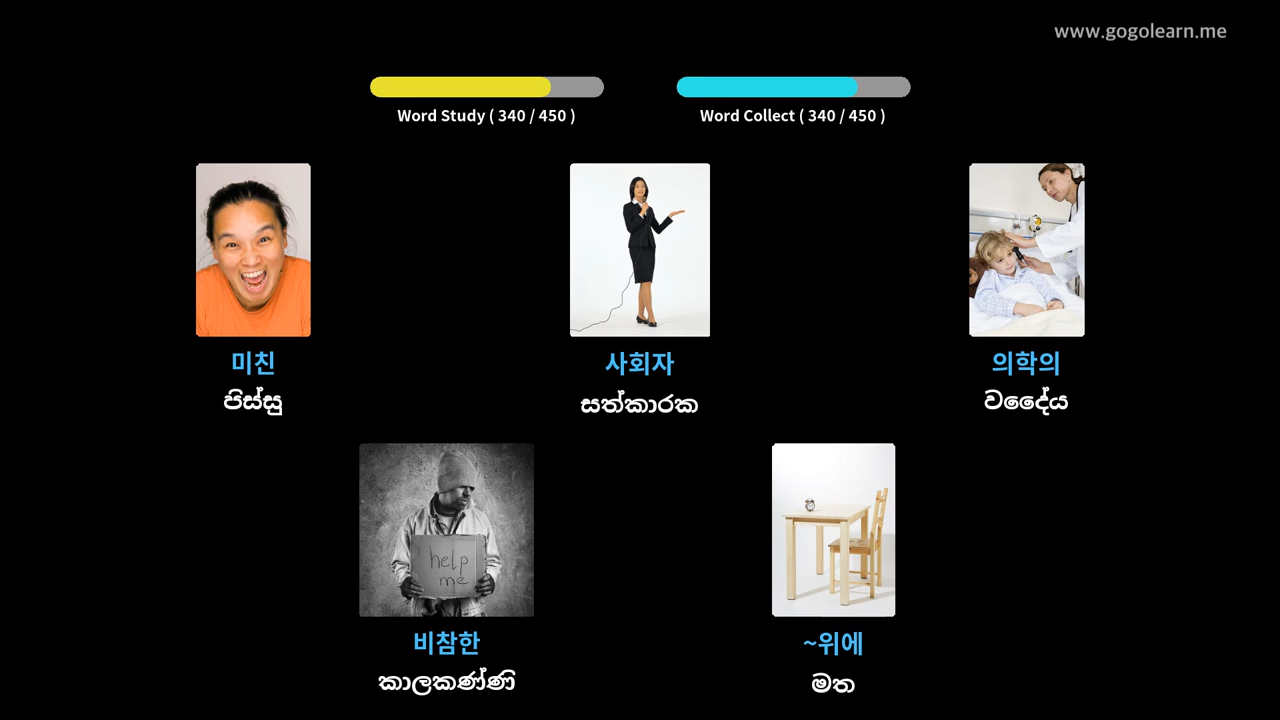 www.gogolearn.me
Word Study ( 340 / 450 )
Word Collect ( 340 / 450 )
미친
පිස්සු
사회자
සත්කාරක
의학의
වෛද්‍ය
help
me
비참한
කාලකණ්ණි
~위에
මත